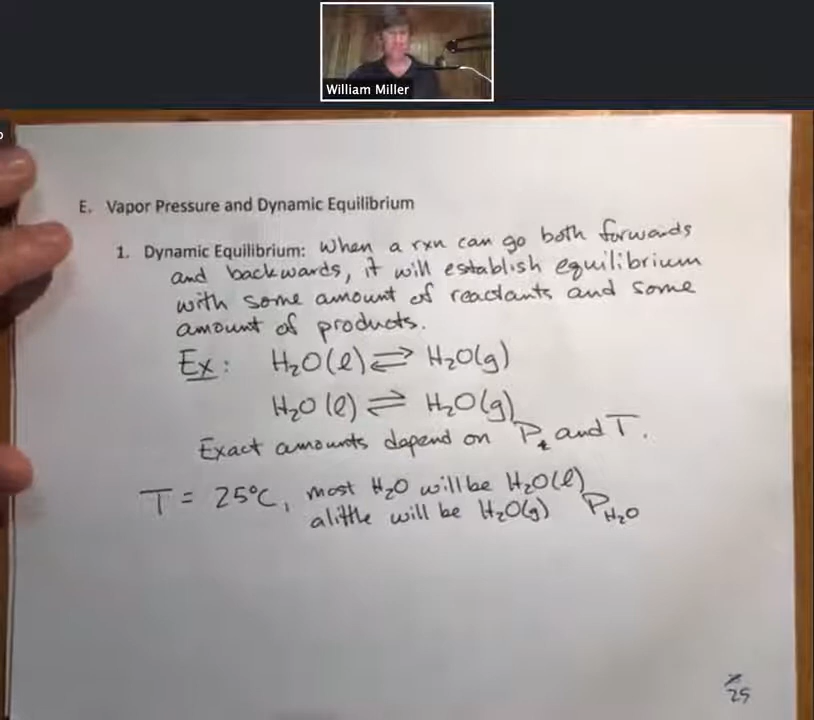 William Miller
E. Vapor Pressure and Dynamic Equilibrium
1. Dynamic Equilibrium: When a rxn can go both forwards
and backwards, it will establish equilibrium
with some amount of reactants and some
amount of products.
Ex: H₂O(l) ⇄ H₂O(g)
H₂O(l) ⇌ H₂O(g)
Exact amounts depend on P and T.
T = 25°C, most H₂O will be H₂O(l)
a little will be H₂O(g) P_H₂O
25